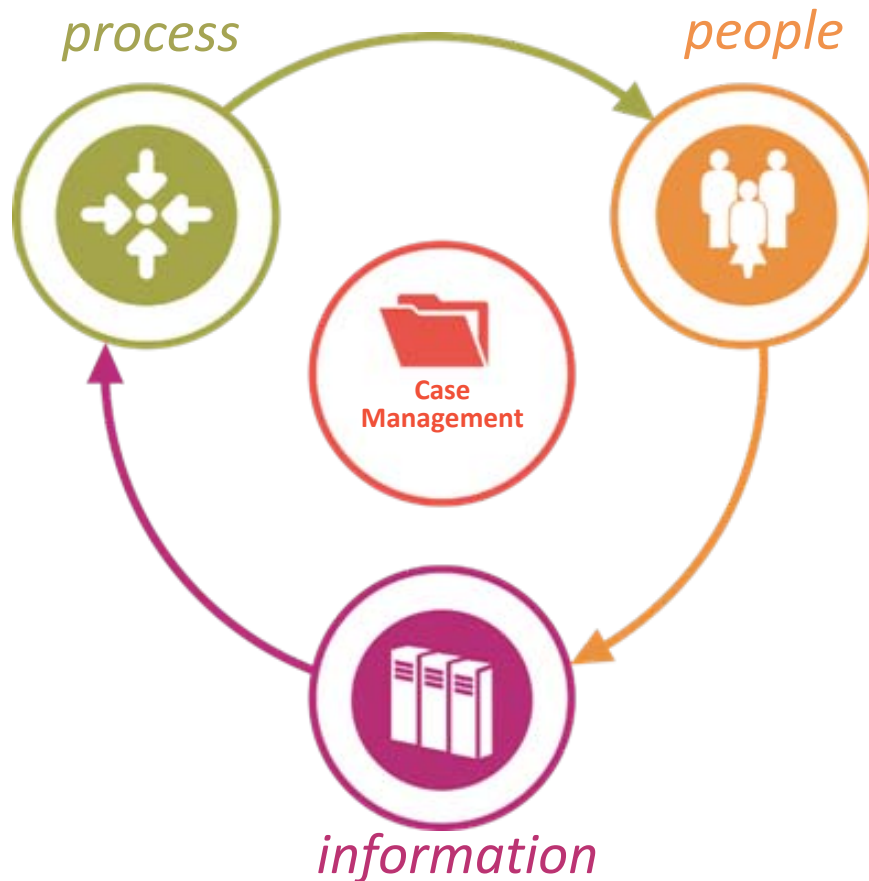 process
people
Case
Management
information